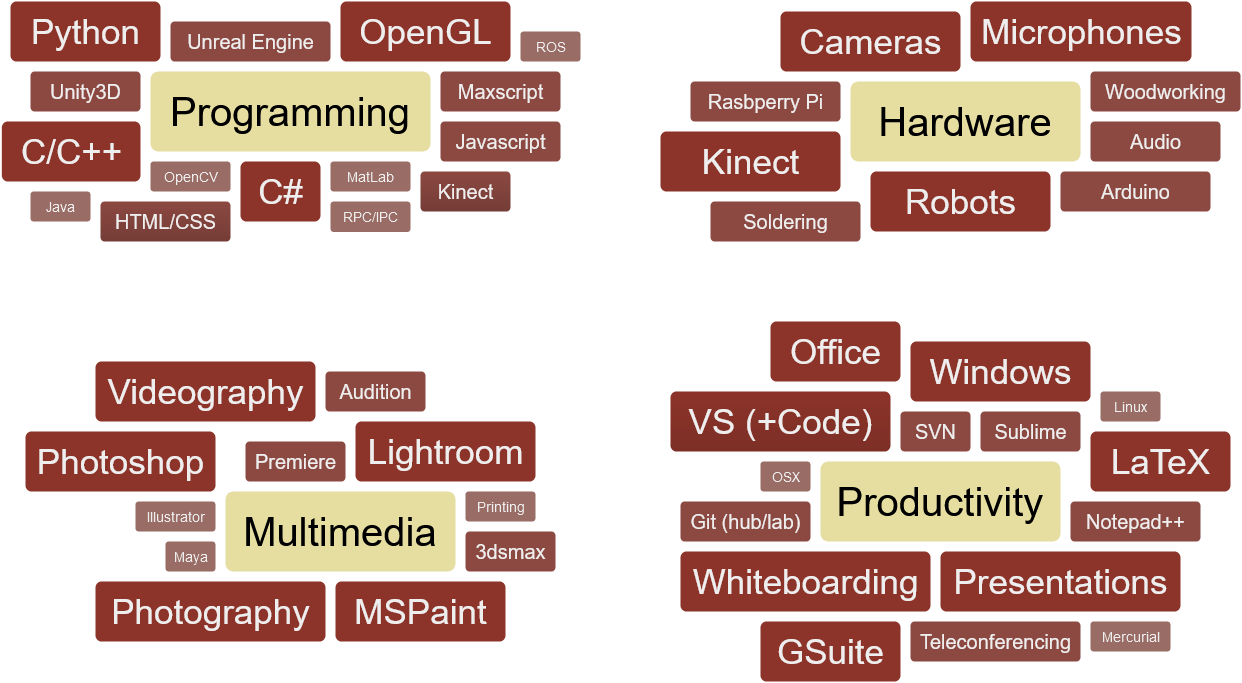 Python
Unreal Engine
OpenGL
ROS
Unity3D
Programming
Maxscript
Javascript
C/C++
OpenCV
C#
MatLab
Kinect
Java
HTML/CSS
RPC/IPC
Cameras
Microphones
Rasbperry Pi
Hardware
Woodworking
Audio
Kinect
Robots
Arduino
Soldering
Videography
Audition
Photoshop
Premiere
Lightroom
Illustrator
Multimedia
Printing
Maya
3dsmax
Photography
MSPaint
Office
Windows
VS (+Code)
SVN
Sublime
Linux
OSX
Productivity
LaTeX
Git (hub/lab)
Notepad++
Whiteboarding
Presentations
GSuite
Teleconferencing
Mercurial